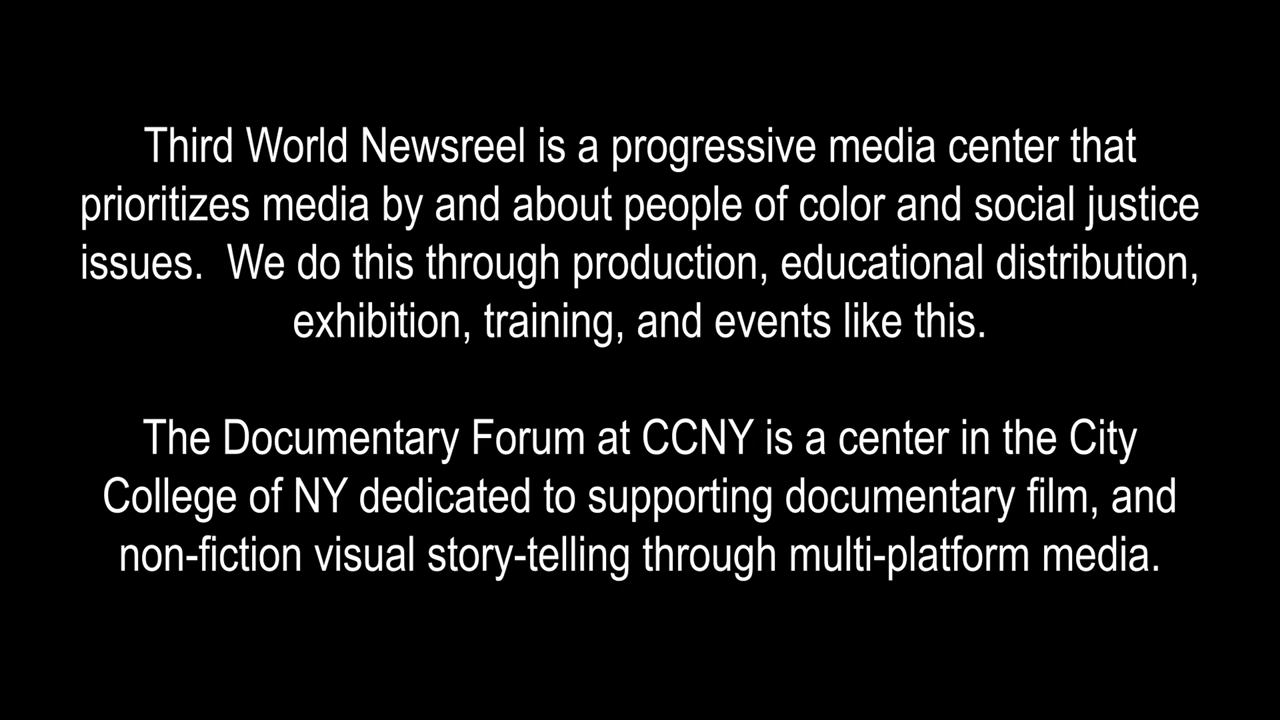 Third World Newsreel is a progressive media center that
prioritizes media by and about people of color and social justice
issues.  We do this through production, educational distribution,
exhibition, training, and events like this.
The Documentary Forum at CCNY is a center in the City
College of NY dedicated to supporting documentary film, and
non-fiction visual story-telling through multi-platform media.